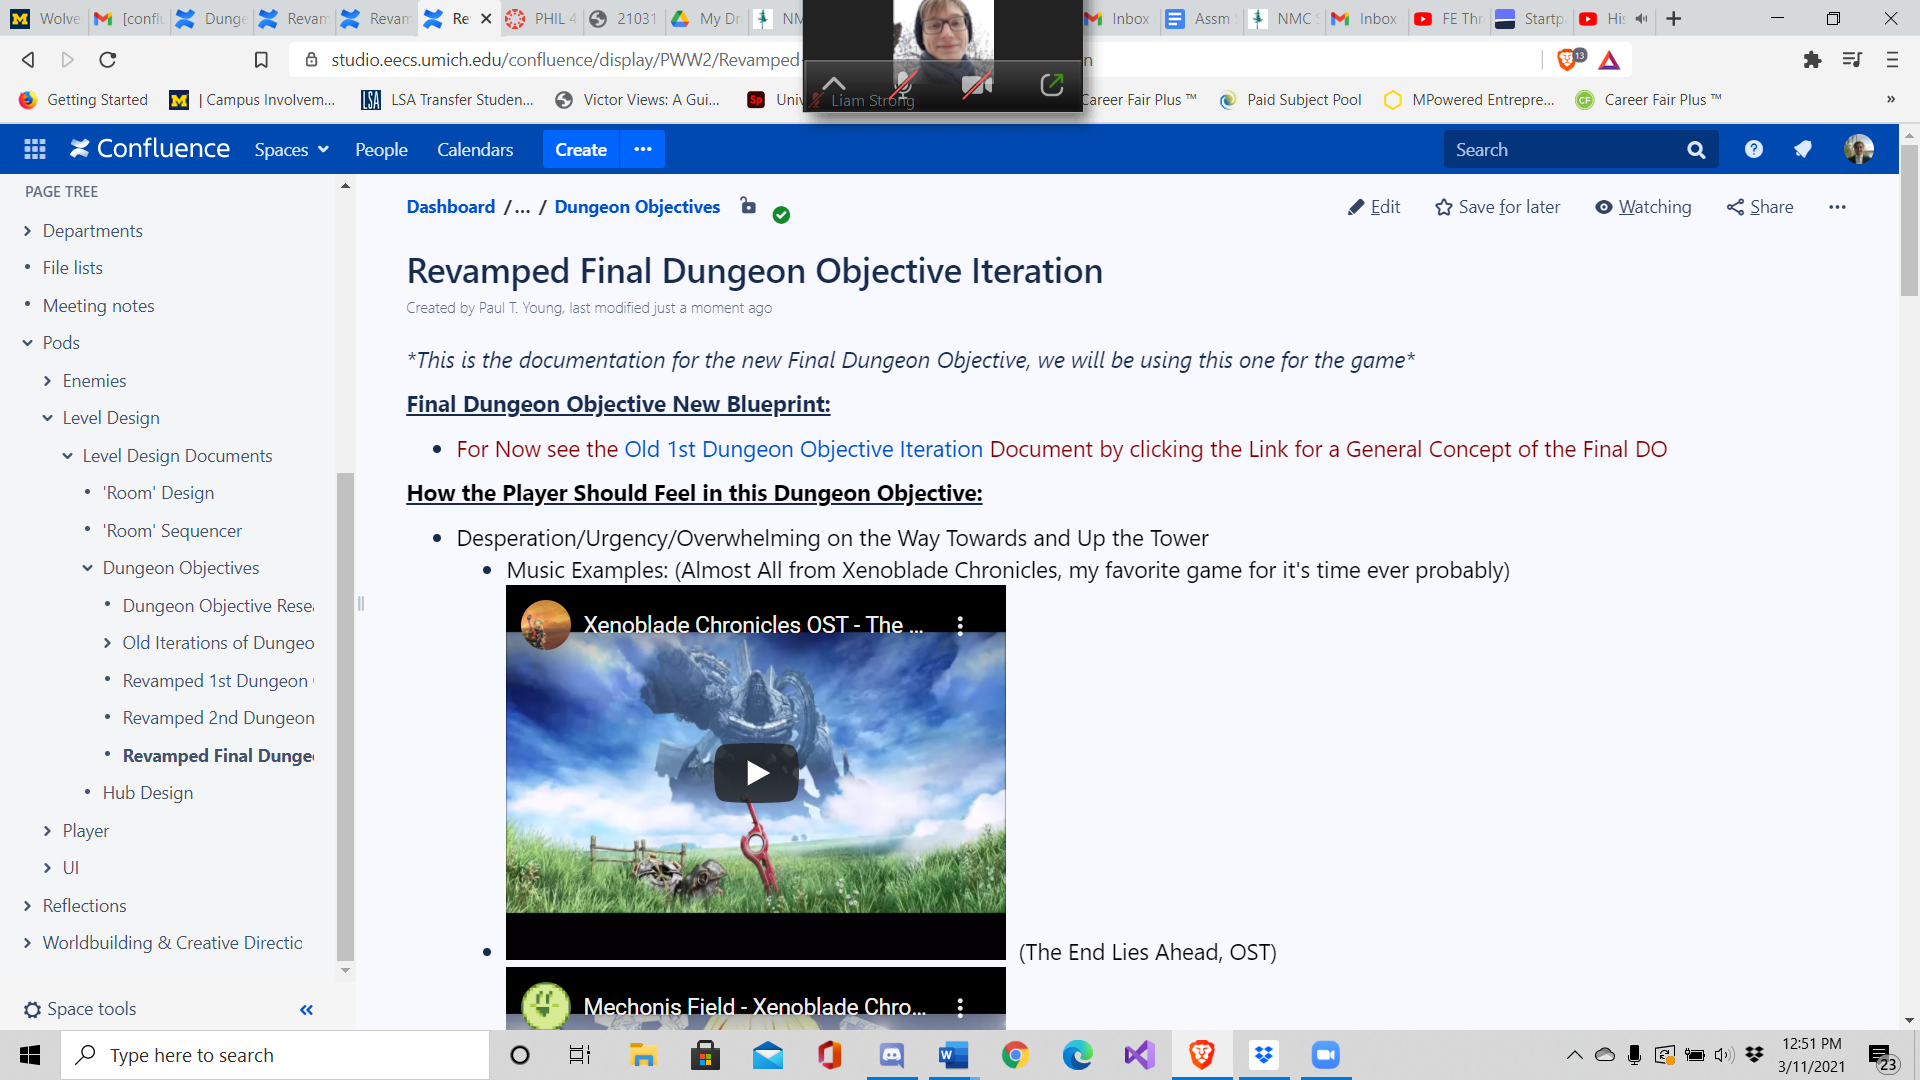 Wolve
[conflu
Dunge
Revam
Revam
Re
PHIL 4
21031
My Dr
NM
Inbox
Assm
NMC S
Inbox
FE Thr
Startp
His
studio.eecs.umich.edu/confluence/display/PWW2/Revamped-
n
13
Getting Started
| Campus Involvem...
LSA Transfer Studen...
Victor Views: A Gui...
Univ
Career Fair Plus ™
Paid Subject Pool
MPowered Entrepre...
Career Fair Plus ™
»
Liam Strong
Confluence
Spaces
People
Calendars
Create
Search
PAGE TREE
Departments
File lists
Meeting notes
Pods
Enemies
Level Design
Level Design Documents
'Room' Design
'Room' Sequencer
Dungeon Objectives
Dungeon Objective Resea
Old Iterations of Dungeo
Revamped 1st Dungeon
Revamped 2nd Dungeon
Revamped Final Dunge
Hub Design
Player
UI
Reflections
Worldbuilding & Creative Directio
Space tools
Dashboard /... / Dungeon Objectives
Edit
Save for later
Watching
Share
Revamped Final Dungeon Objective Iteration
Created by Paul T. Young, last modified just a moment ago
*This is the documentation for the new Final Dungeon Objective, we will be using this one for the game*
Final Dungeon Objective New Blueprint:
• For Now see the Old 1st Dungeon Objective Iteration Document by clicking the Link for a General Concept of the Final DO
How the Player Should Feel in this Dungeon Objective:
• Desperation/Urgency/Overwhelming on the Way Towards and Up the Tower
• Music Examples: (Almost All from Xenoblade Chronicles, my favorite game for it's time ever probably)
Xenoblade Chronicles OST - The ...
(The End Lies Ahead, OST)
Mechonis Field - Xenoblade Chro...
Type here to search
12:51 PM
3/11/2021
23